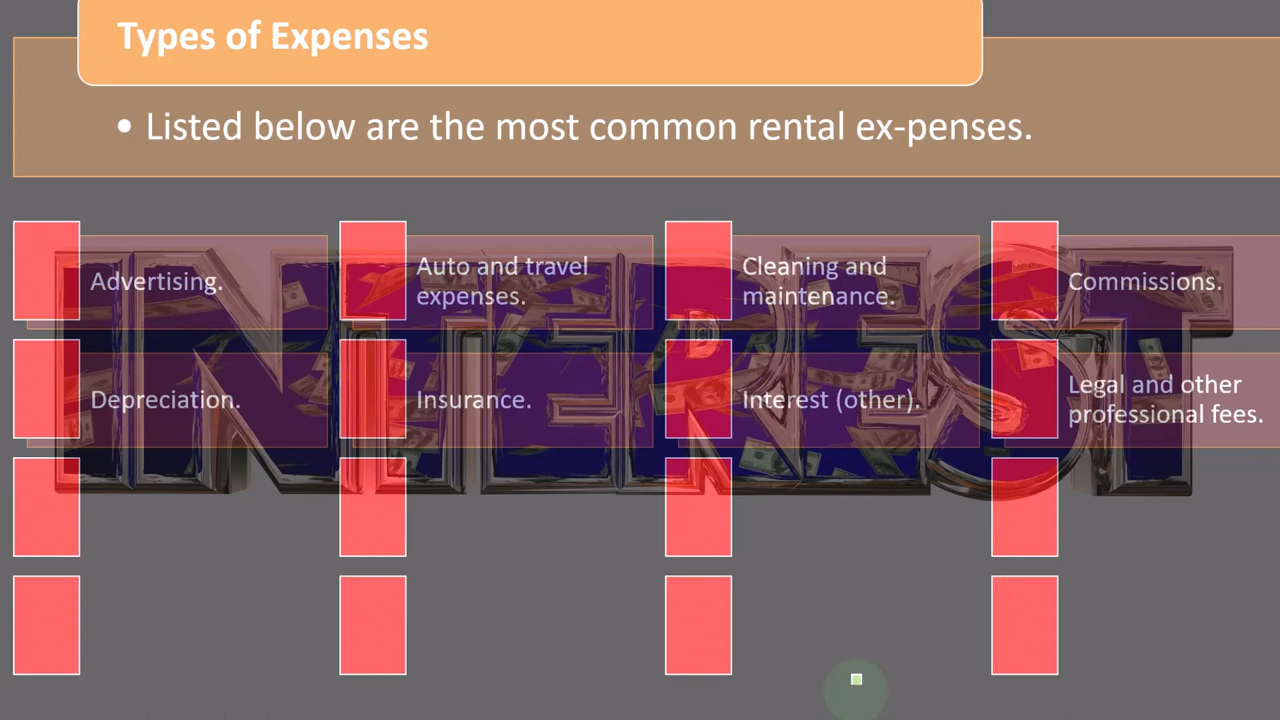 Types of Expenses
• Listed below are the most common rental ex-penses.
Advertising.
Auto and travel
expenses.
Cleaning and
maintenance.
Commissions.
INTEREST
Depreciation.
Insurance.
Interest (other).
Legal and other
professional fees.